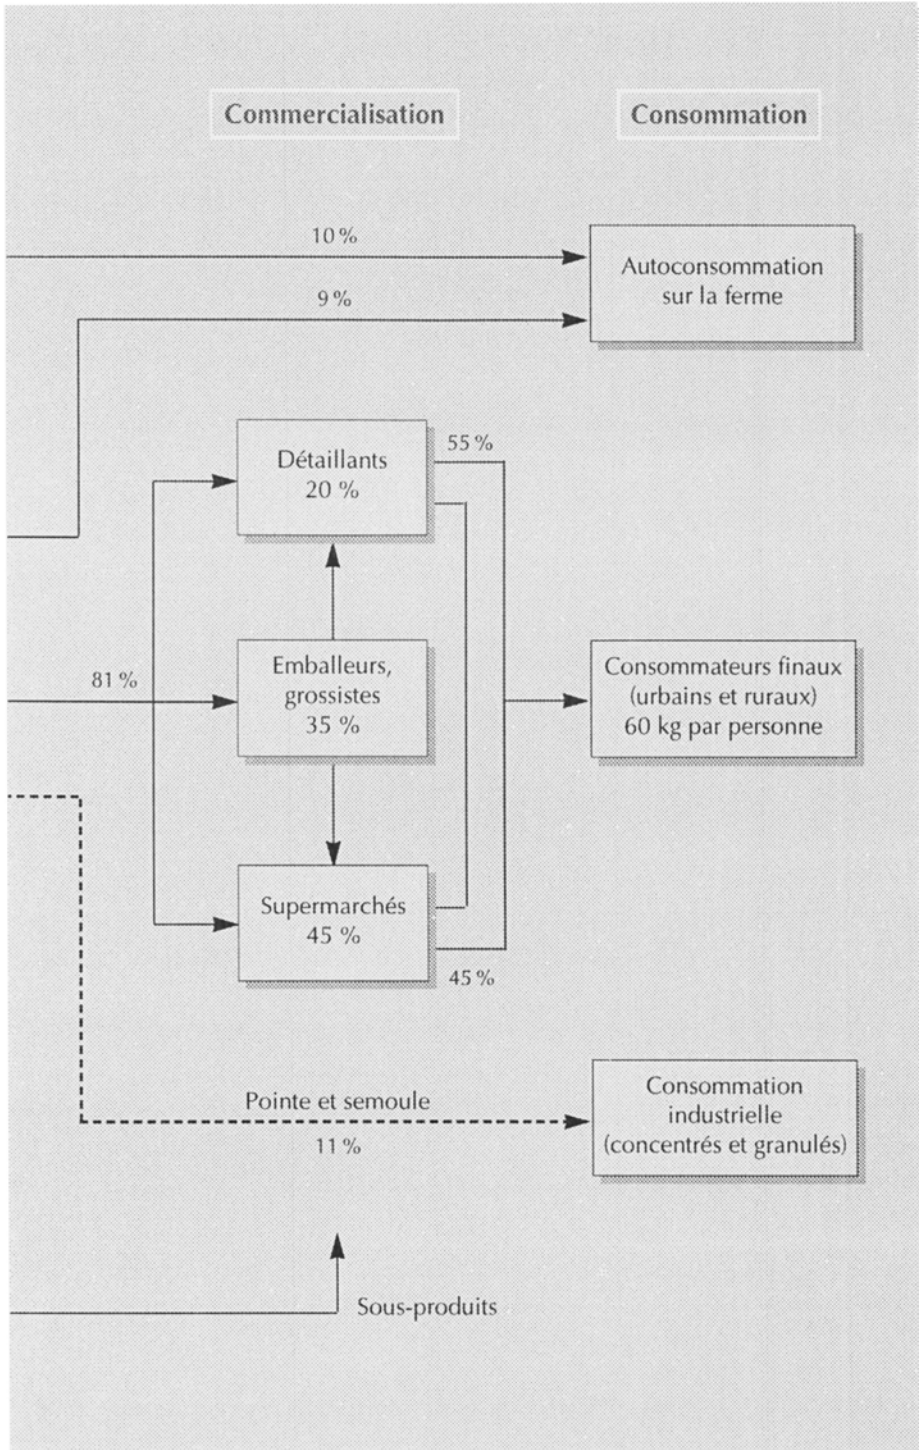 Commercialisation
Consommation
10 %
Autoconsommation
sur la ferme
9 %
Détaillants
20 %
55 %
81 %
Emballeurs,
grossistes
35 %
Consommateurs finaux
(urbains et ruraux)
60 kg par personne
Supermarchés
45 %
45 %
Pointe et semoule
11 %
Consommation
industrielle
(concentrés et granulés)
Sous-produits